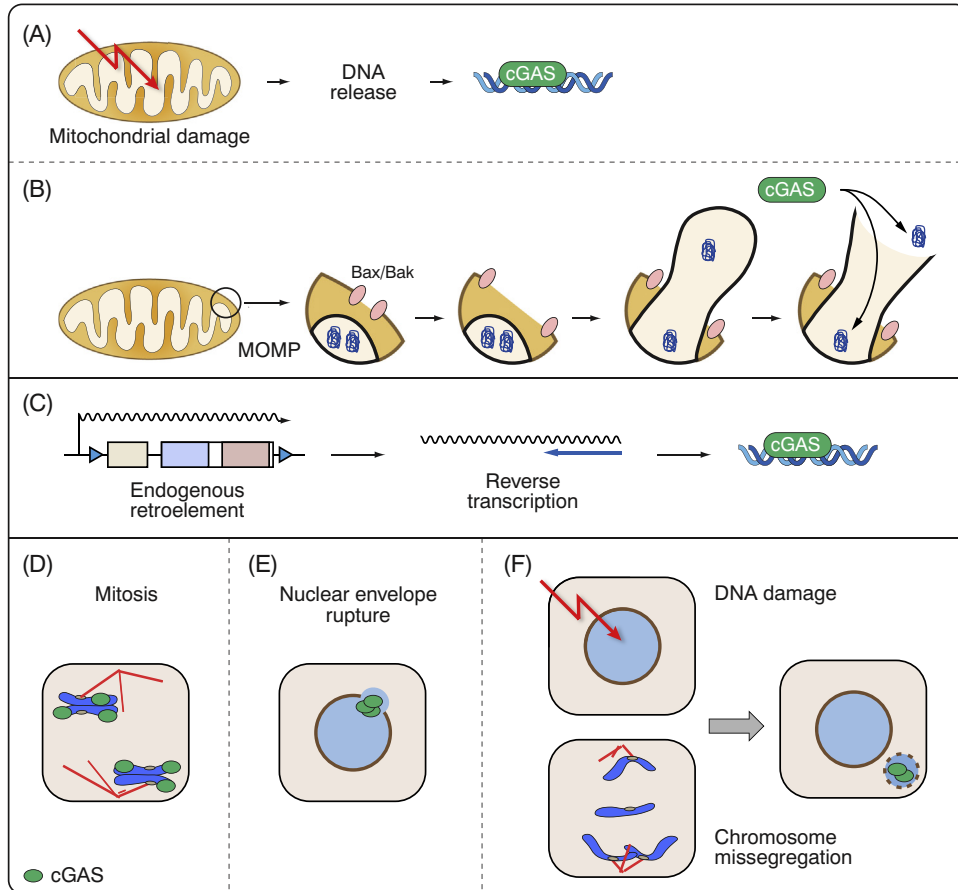 (A)
DNA
release
cGAS
Mitochondrial damage
(B)
cGAS
Bax/Bak
MOMP
(C)
cGAS
Endogenous
retroelement
Reverse
transcription
(D)
Mitosis
(E)
Nuclear envelope
rupture
(F)
DNA damage
Chromosome
missegregation
cGAS